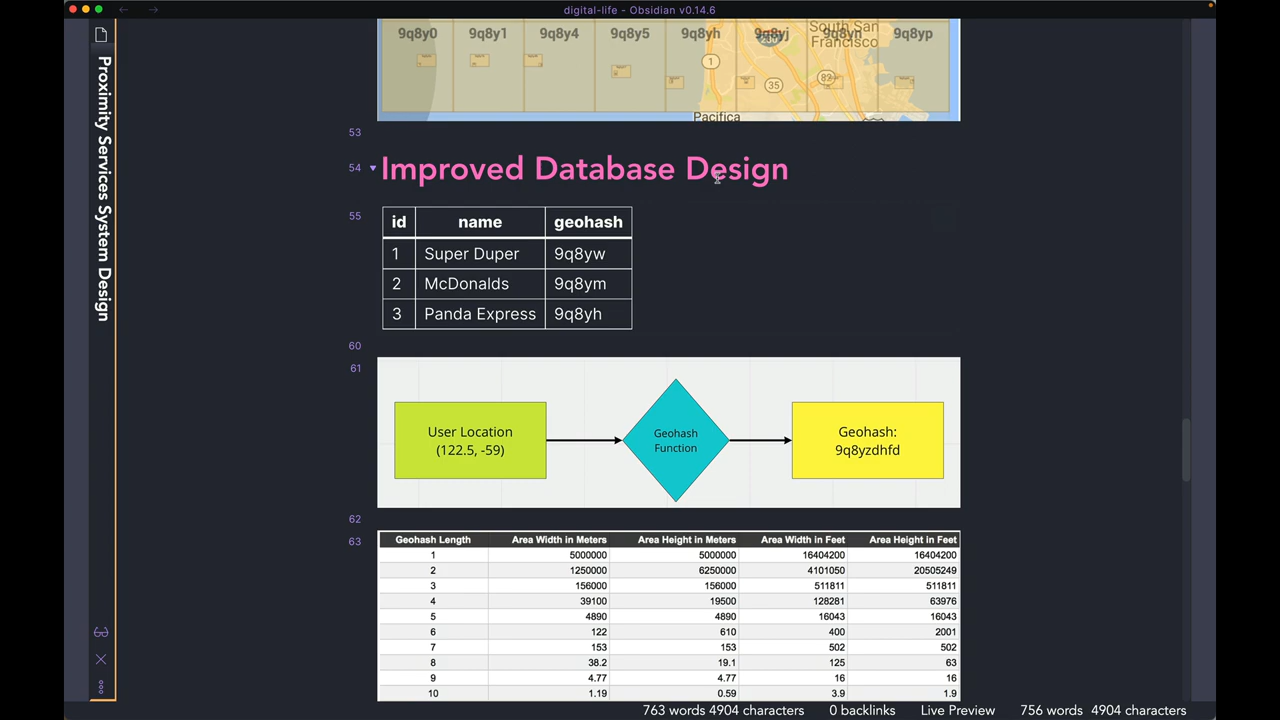 digital-life - Obsidian v0.14.6
Proximity Services System Design
9q8y0 9q8y1 9q8y4 9q8y5 9q8yh 9q8yj 9q8yn 9q8yp
South San
Francisco
1
35
82
Pacifica
53
54 Improved Database Design
55
id name geohash
1 Super Duper 9q8yw
2 McDonalds 9q8ym
3 Panda Express 9q8yh
60
61
User Location
(122.5, -59)
Geohash
Function
Geohash:
9q8yzdhfd
62
63
Geohash Length Area Width in Meters Area Height in Meters Area Width in Feet Area Height in Feet
1 5000000 5000000 16404200 16404200
2 1250000 6250000 4101050 20505249
3 156000 156000 511811 511811
4 39100 19500 128281 63976
5 4890 4890 16043 16043
6 122 610 400 2001
7 153 153 502 502
8 38.2 19.1 125 63
9 4.77 4.77 16 16
10 1.19 0.59 3.9 1.9
763 words 4904 characters 0 backlinks Live Preview 756 words 4904 characters